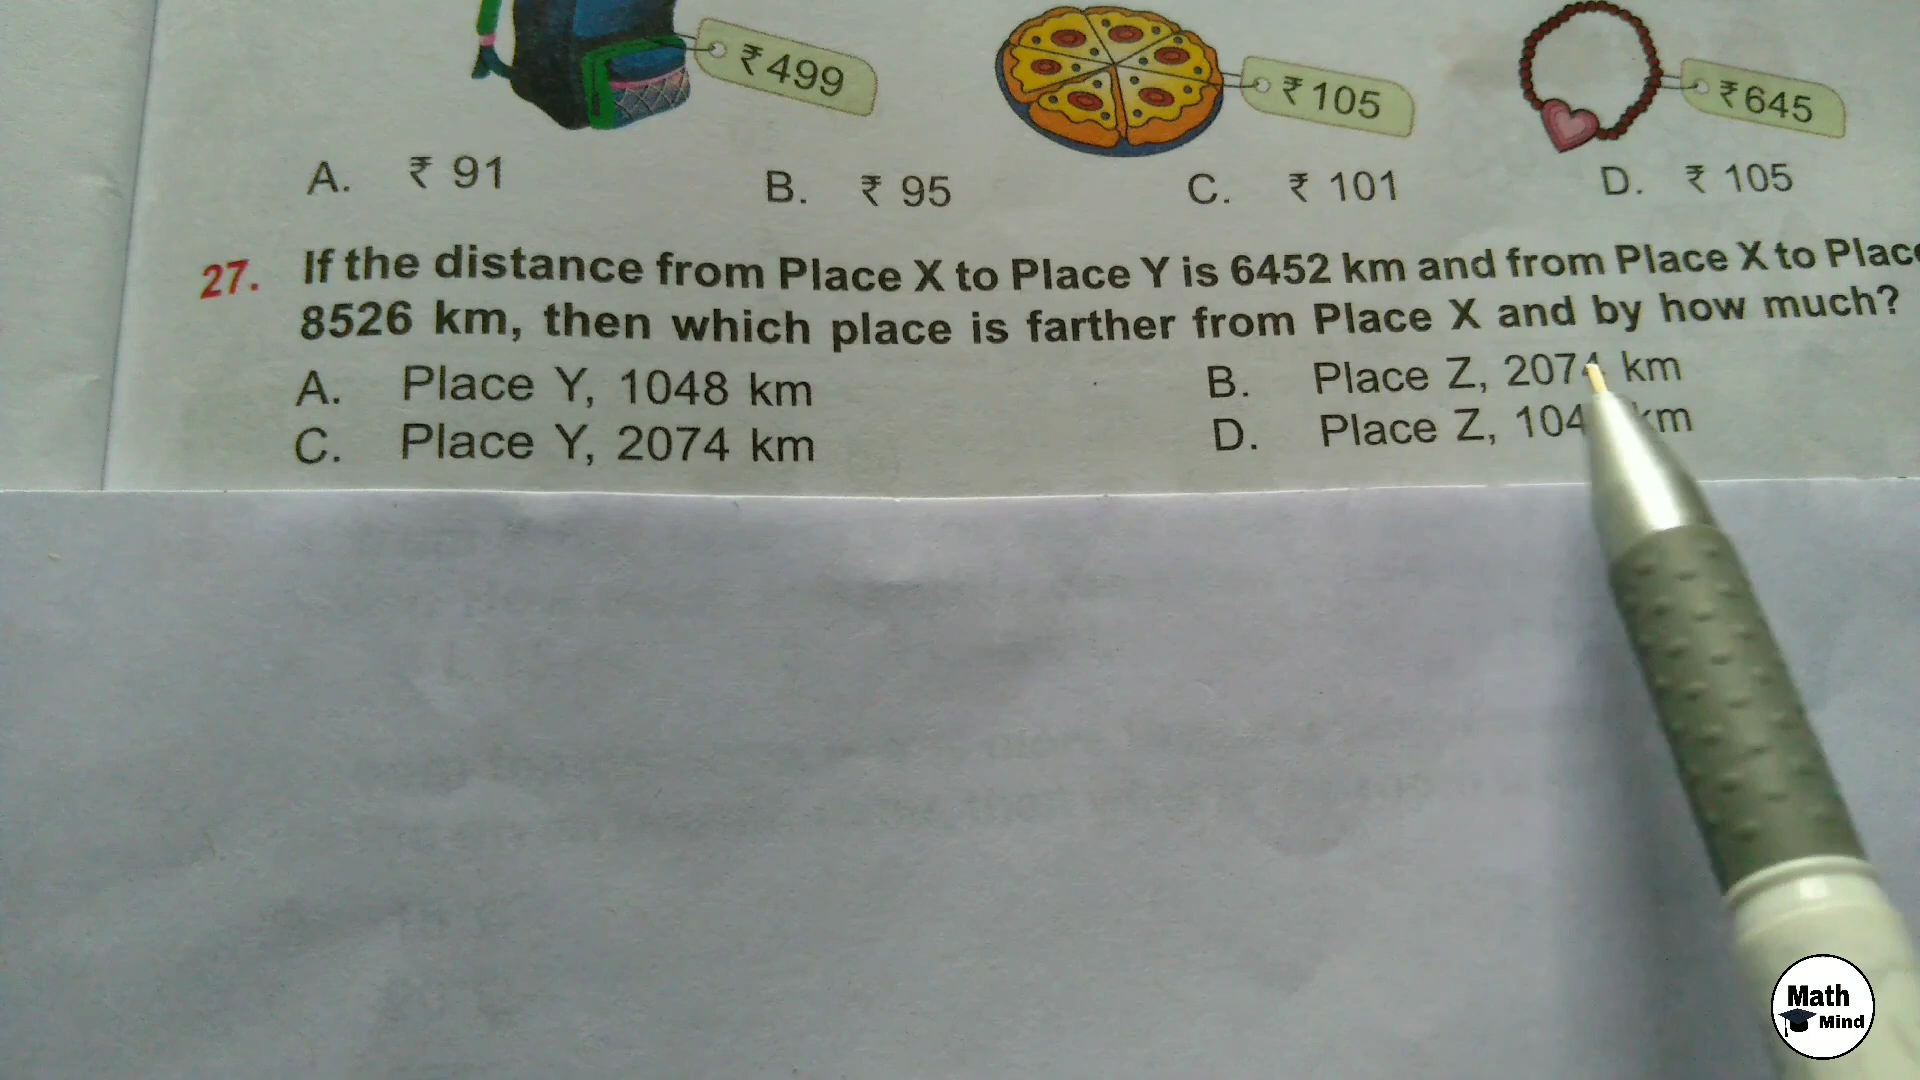 ₹499
₹105
₹645
A. ₹ 91 B. ₹ 95 C. ₹ 101 D. ₹ 105
27. If the distance from Place X to Place Y is 6452 km and from Place X to
8526 km, then which place is farther from Place X and by how much?
A. Place Y, 1048 km B. Place Z, 2074 km
C. Place Y, 2074 km D. Place Z, km
Math
Mind